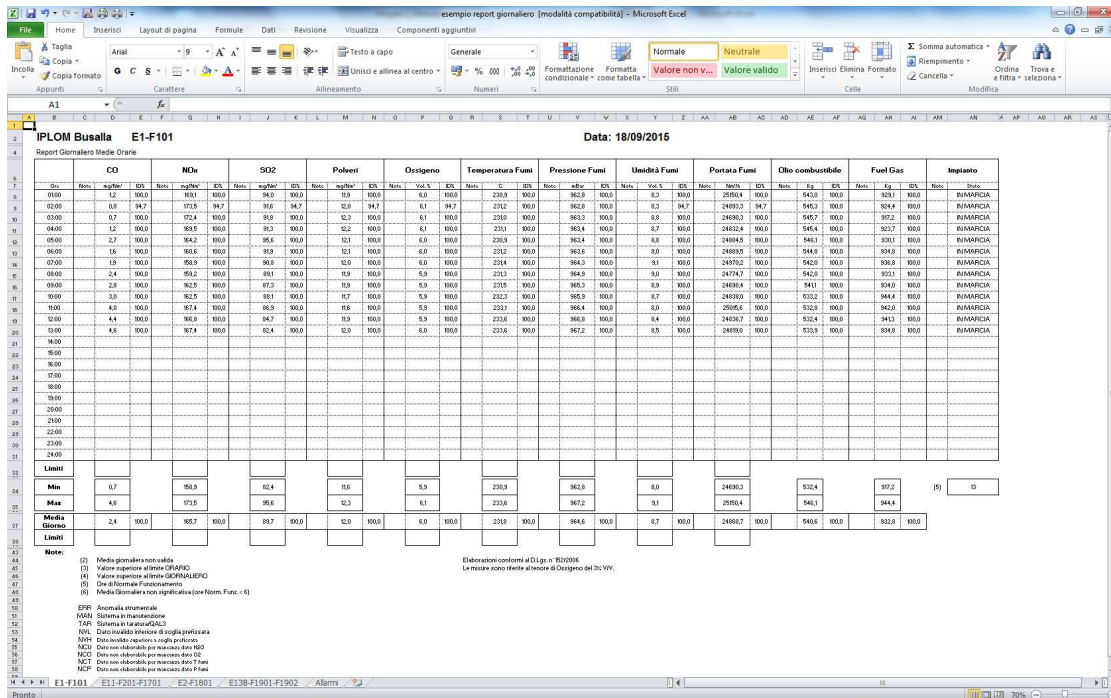 esempio report giornaliero [modalità compatibilità] - Microsoft Excel
File Home Inserisci Layout di pagina Formule Dati Revisione Visualizza Componenti aggiuntivi
Incolla Taglia Copia Copia formato Arial 9 G C S Testo a capo Unisci e allinea al centro Generale % 000 Formattazione condizionale Formatta come tabella Normale Neutrale Valore non v... Valore valido Inserisci Elimina Formato Σ Somma automatica Riempimento Cancella Ordina e filtra Trova e seleziona
Appunti Carattere Allineamento Numeri Stili Celle Modifica
A1 fx
IPLOM Busalla E1-F101 Data: 18/09/2015
Report Giornaliero Medie Orarie
CO NOx SO2 Polveri Ossigeno Temperatura Fumi Pressione Fumi Umidità Fumi Portata Fumi Olio combustibile Fuel Gas Impianto
Ora Note mg/Nm³ ID% Note mg/Nm³ ID% Note mg/Nm³ ID% Note mg/Nm³ ID% Note Vol. % ID% Note C ID% Note mBar ID% Note Vol. % ID% Note Nm³/h ID% Note Kg ID% Note Kg ID% Note Stato
01:00 1,2 100,0 169,1 100,0 94,0 100,0 11,9 100,0 6,0 100,0 230,9 100,0 962,8 100,0 8,3 100,0 25150,4 100,0 543,0 100,0 929,1 100,0 IN MARCIA
02:00 0,8 94,7 173,5 94,7 91,6 94,7 12,0 94,7 6,1 94,7 231,2 100,0 962,8 100,0 8,3 94,7 24893,3 94,7 545,3 100,0 924,4 100,0 IN MARCIA
03:00 0,7 100,0 172,4 100,0 91,8 100,0 12,3 100,0 6,1 100,0 231,0 100,0 963,3 100,0 8,8 100,0 24690,3 100,0 545,7 100,0 917,2 100,0 IN MARCIA
04:00 1,2 100,0 169,5 100,0 91,3 100,0 12,2 100,0 6,1 100,0 231,1 100,0 963,4 100,0 8,7 100,0 24832,4 100,0 545,4 100,0 923,7 100,0 IN MARCIA
05:00 2,7 100,0 164,2 100,0 95,6 100,0 12,1 100,0 6,0 100,0 230,9 100,0 963,4 100,0 8,8 100,0 24884,5 100,0 546,1 100,0 930,1 100,0 IN MARCIA
06:00 1,6 100,0 160,6 100,0 91,9 100,0 12,1 100,0 6,0 100,0 231,2 100,0 963,6 100,0 9,0 100,0 24889,5 100,0 544,8 100,0 934,8 100,0 IN MARCIA
07:00 1,9 100,0 158,9 100,0 90,8 100,0 12,0 100,0 6,0 100,0 231,4 100,0 964,3 100,0 9,1 100,0 24970,2 100,0 542,0 100,0 936,8 100,0 IN MARCIA
08:00 2,4 100,0 159,2 100,0 89,1 100,0 11,9 100,0 5,9 100,0 231,3 100,0 964,9 100,0 9,0 100,0 24774,7 100,0 542,0 100,0 933,1 100,0 IN MARCIA
09:00 2,8 100,0 162,5 100,0 87,3 100,0 11,9 100,0 5,9 100,0 231,5 100,0 965,3 100,0 8,9 100,0 24698,4 100,0 541,1 100,0 934,0 100,0 IN MARCIA
10:00 3,0 100,0 162,5 100,0 88,1 100,0 11,7 100,0 5,9 100,0 232,3 100,0 965,9 100,0 8,7 100,0 24838,0 100,0 533,2 100,0 944,4 100,0 IN MARCIA
11:00 4,0 100,0 167,4 100,0 86,9 100,0 11,6 100,0 5,9 100,0 233,1 100,0 966,4 100,0 8,0 100,0 25015,6 100,0 532,8 100,0 942,0 100,0 IN MARCIA
12:00 4,4 100,0 166,8 100,0 84,7 100,0 11,9 100,0 5,9 100,0 233,6 100,0 966,8 100,0 8,4 100,0 24836,7 100,0 532,4 100,0 941,3 100,0 IN MARCIA
13:00 4,6 100,0 167,4 100,0 82,4 100,0 12,0 100,0 6,0 100,0 233,6 100,0 967,2 100,0 8,5 100,0 24819,0 100,0 533,9 100,0 934,8 100,0 IN MARCIA
14:00
15:00
16:00
17:00
18:00
19:00
20:00
21:00
22:00
23:00
24:00
Limiti
Min 0,7 158,9 82,4 11,6 5,9 230,9 962,8 8,0 24690,3 532,4 917,2 (5) 13
Max 4,6 173,5 95,6 12,3 6,1 233,6 967,2 9,1 25150,4 546,1 944,4
Media Giorno 2,4 100,0 165,7 100,0 89,7 100,0 12,0 100,0 6,0 100,0 231,8 100,0 964,6 100,0 8,7 100,0 24868,7 100,0 540,6 100,0 932,8 100,0
Limiti
Note:
(2) Media giornaliera non valida Elaborazioni conformi al D.Lgs. n° 152/2006
(3) Valore superiore al limite ORARIO Le misure sono riferite al tenore di Ossigeno del 3% V/V.
(4) Valore superiore al limite GIORNALIERO
(5) Ore di Normale Funzionamento
(6) Media Giornaliera non significativa (ore Norm. Funz. < 6)
ERR Anomalia strumentale
MAN Sistema in manutenzione
TAR Sistema in taratura/QAL3
NVL Dato invalido inferiore di soglia prefissata
NVH Dato invalido superiore a soglia prefissata
NCU Dato non elaborabile per mancanza dato H2O
NCO Dato non elaborabile per mancanza dato O2
NCT Dato non elaborabile per mancanza dato T fumi
NCP Dato non elaborabile per mancanza dato P fumi
E1-F101 E11-F201-F1701 E2-F1801 E13B-F1901-F1902 Allarmi
Pronto 70%